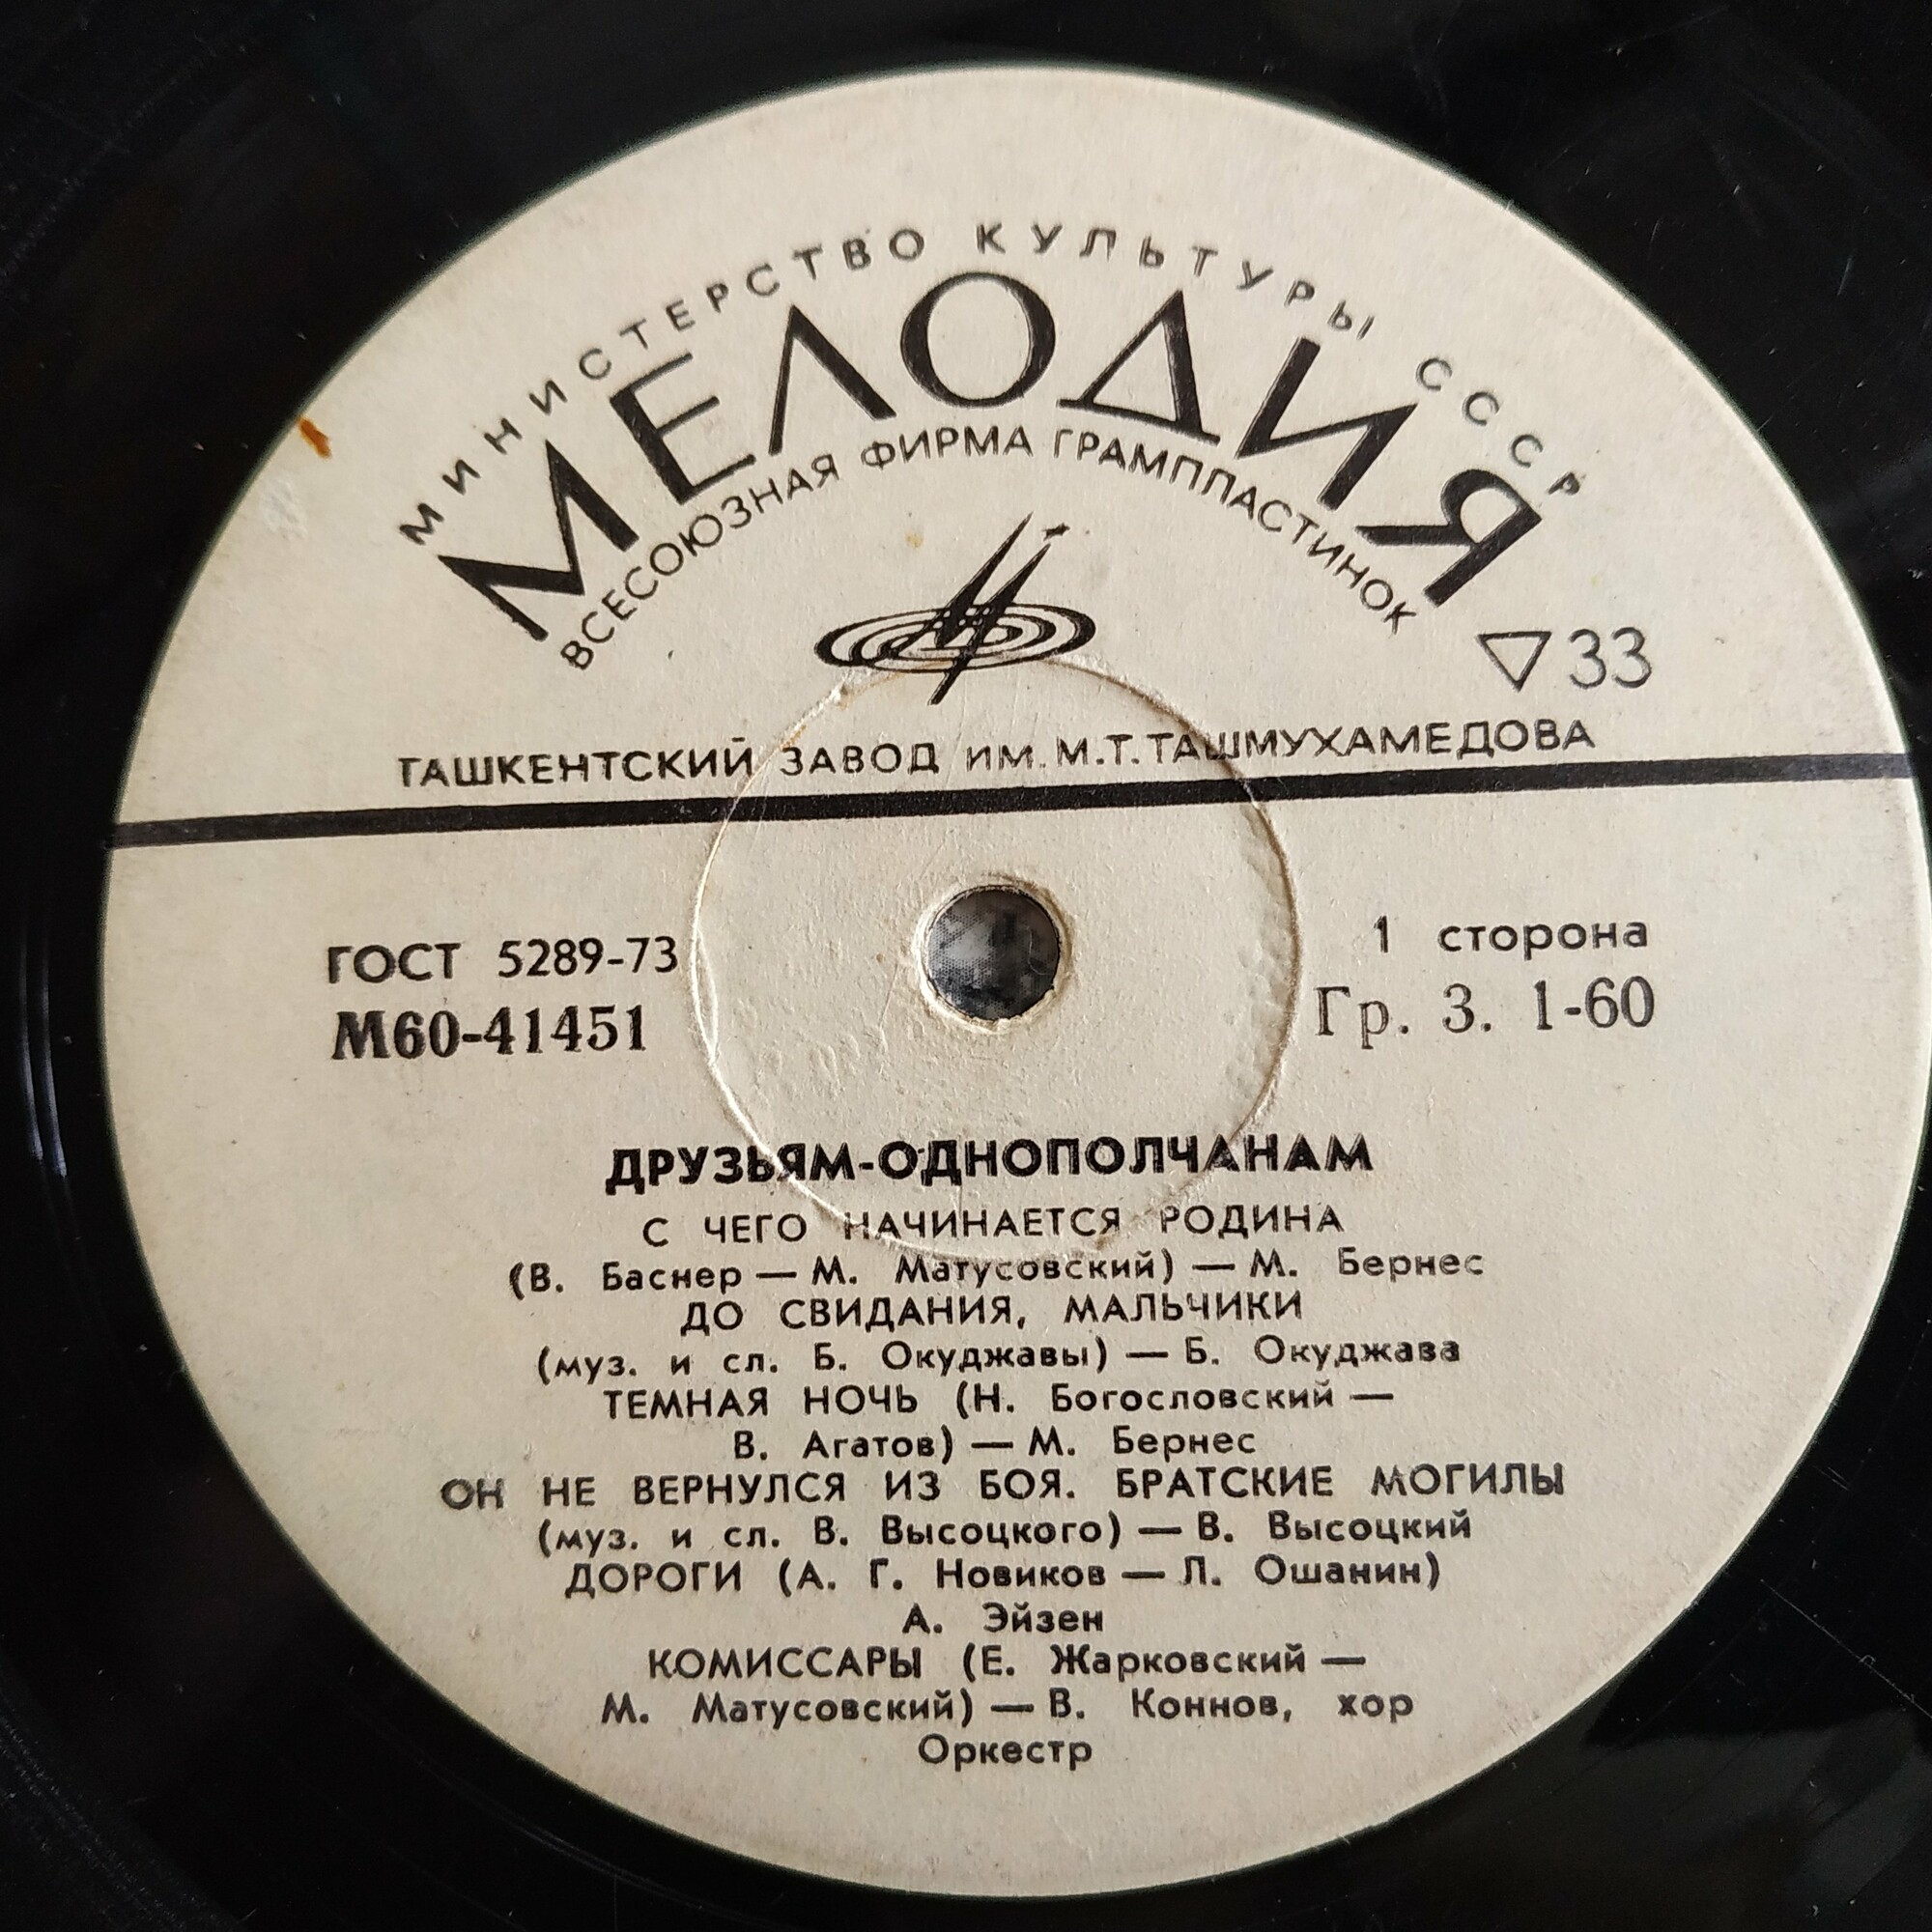 МИНИСТЕРСТВО КУЛЬТУРЫ СССР
МЕЛОДИЯ
ВСЕСОЮЗНАЯ ФИРМА ГРАМПЛАСТИНОК
33
ТАШКЕНТСКИЙ ЗАВОД ИМ. М.Т. ТАШМУХАМЕДОВА
ГОСТ 5289-73
М60-41451
1 сторона
Гр. 3. 1-60
ДРУЗЬЯМ-ОДНОПОЛЧАНАМ
С ЧЕГО НАЧИНАЕТСЯ РОДИНА
(В. Баснер — М. Матусовский) — М. Бернес
ДО СВИДАНИЯ, МАЛЬЧИКИ
(муз. и сл. Б. Окуджавы) — Б. Окуджава
ТЕМНАЯ НОЧЬ (Н. Богословский —
В. Агатов) — М. Бернес
ОН НЕ ВЕРНУЛСЯ ИЗ БОЯ. БРАТСКИЕ МОГИЛЫ
(муз. и сл. В. Высоцкого) — В. Высоцкий
ДОРОГИ (А. Г. Новиков — Л. Ошанин)
А. Эйзен
КОМИССАРЫ (Е. Жарковский —
М. Матусовский) — В. Коннов, хор
Оркестр